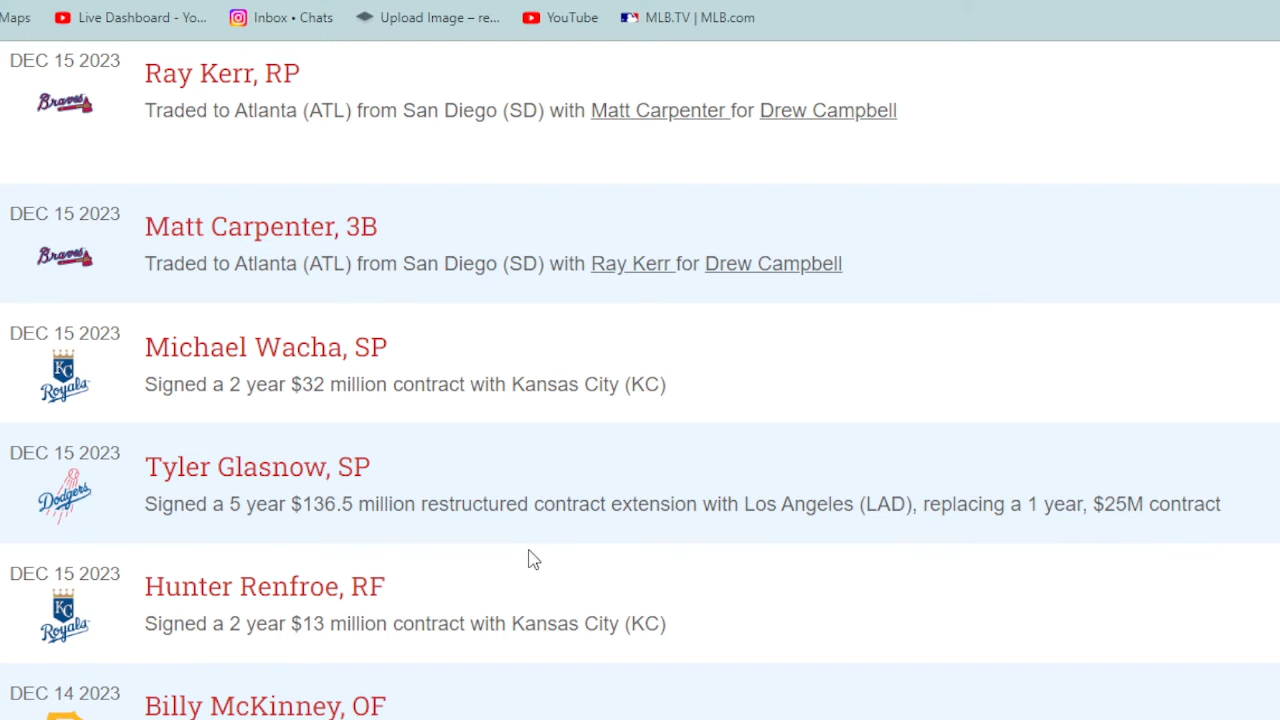 Maps Live Dashboard - Yo... Inbox • Chats Upload Image – re... YouTube MLB.TV | MLB.com
DEC 15 2023
Braves
Ray Kerr, RP
Traded to Atlanta (ATL) from San Diego (SD) with Matt Carpenter for Drew Campbell
DEC 15 2023
Braves
Matt Carpenter, 3B
Traded to Atlanta (ATL) from San Diego (SD) with Ray Kerr for Drew Campbell
DEC 15 2023
KC
Royals
Michael Wacha, SP
Signed a 2 year $32 million contract with Kansas City (KC)
DEC 15 2023
Dodgers
Tyler Glasnow, SP
Signed a 5 year $136.5 million restructured contract extension with Los Angeles (LAD), replacing a 1 year, $25M contract
DEC 15 2023
KC
Royals
Hunter Renfroe, RF
Signed a 2 year $13 million contract with Kansas City (KC)
DEC 14 2023
Billy McKinney, OF